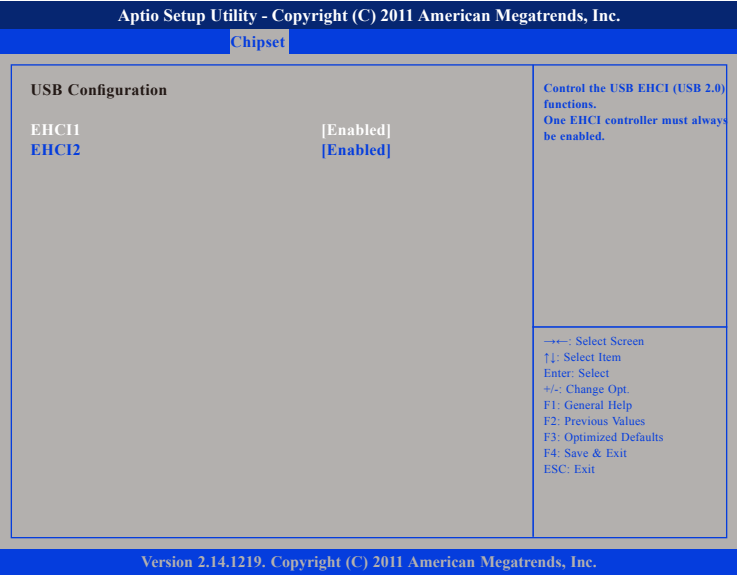 Aptio Setup Utility - Copyright (C) 2011 American Megatrends, Inc.
Chipset
USB Configuration
EHCI1 [Enabled]
EHCI2 [Enabled]
Control the USB EHCI (USB 2.0)
functions.
One EHCI controller must always
be enabled.
→←: Select Screen
↑↓: Select Item
Enter: Select
+/-: Change Opt.
F1: General Help
F2: Previous Values
F3: Optimized Defaults
F4: Save & Exit
ESC: Exit
Version 2.14.1219. Copyright (C) 2011 American Megatrends, Inc.